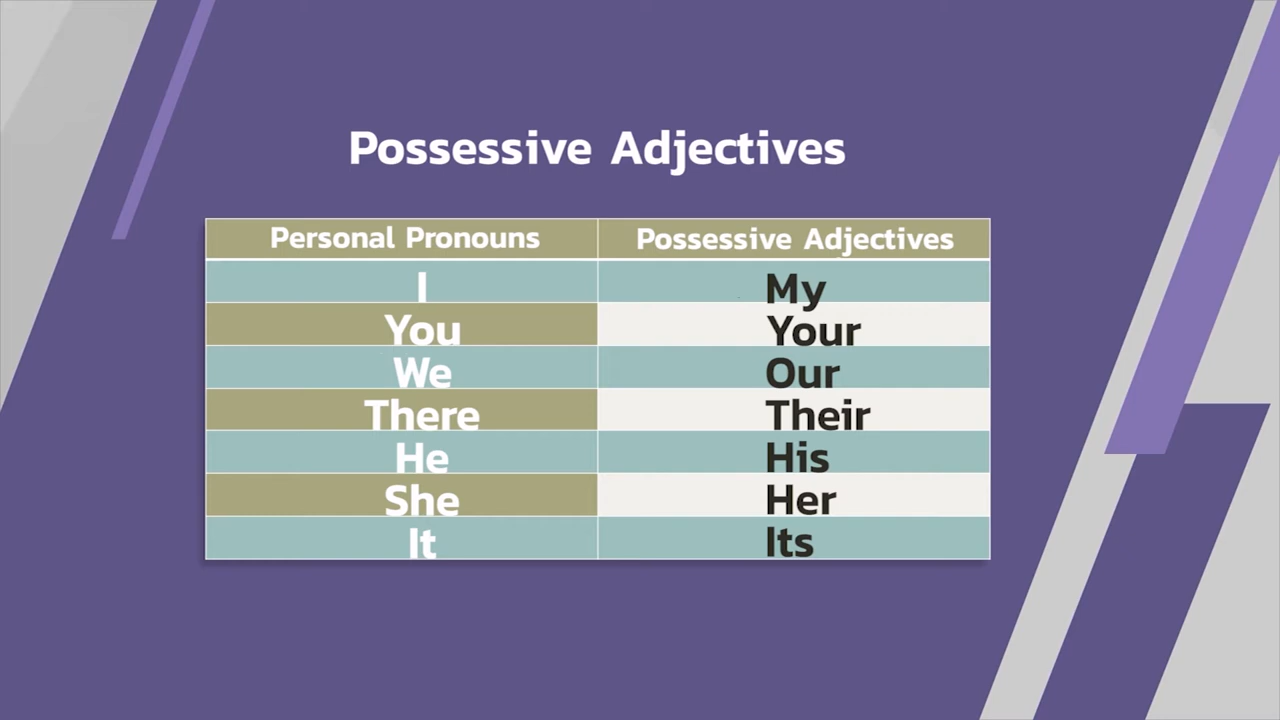 Possessive Adjectives
Personal Pronouns Possessive Adjectives
I My
You Your
We Our
There Their
He His
She Her
It Its